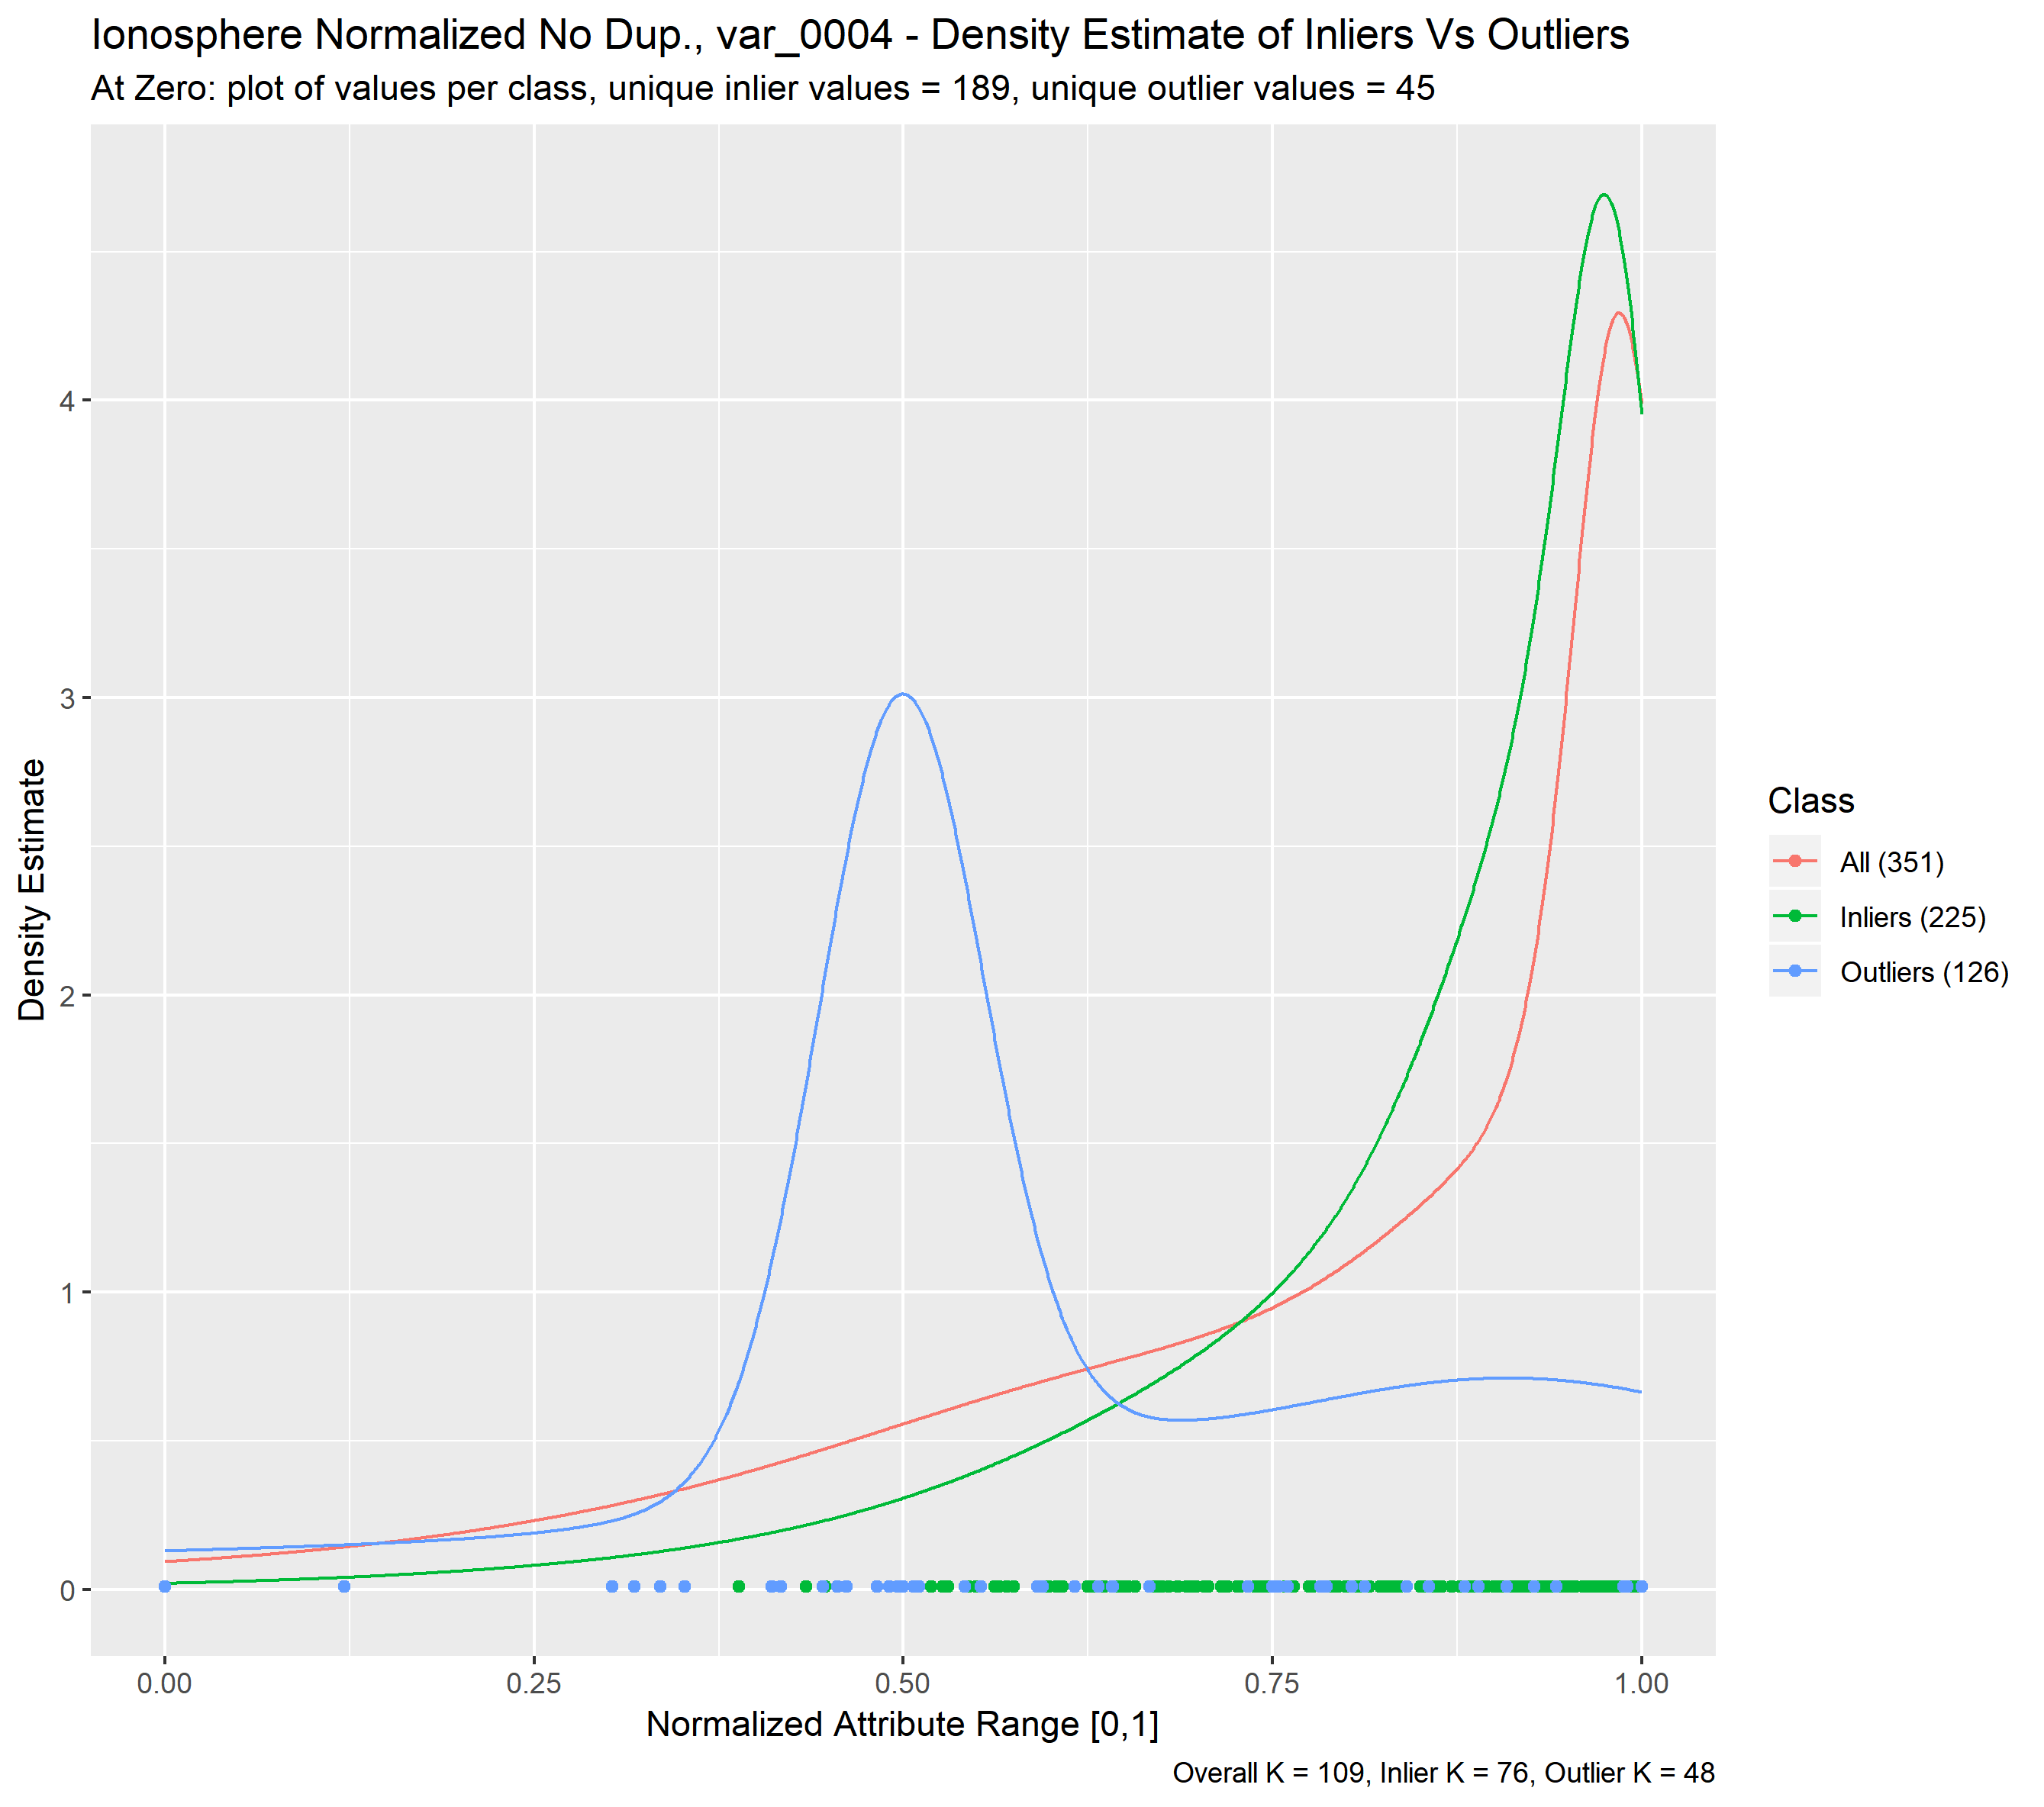 Ionosphere Normalized No Dup., var_0004 - Density Estimate of Inliers Vs Outliers
At Zero: plot of values per class, unique inlier values = 189, unique outlier values = 45
Density Estimate
4
3
2
1
0
0.00 0.25 0.50 0.75 1.00
Normalized Attribute Range [0,1]
Overall K = 109, Inlier K = 76, Outlier K = 48
Class
All (351)
Inliers (225)
Outliers (126)